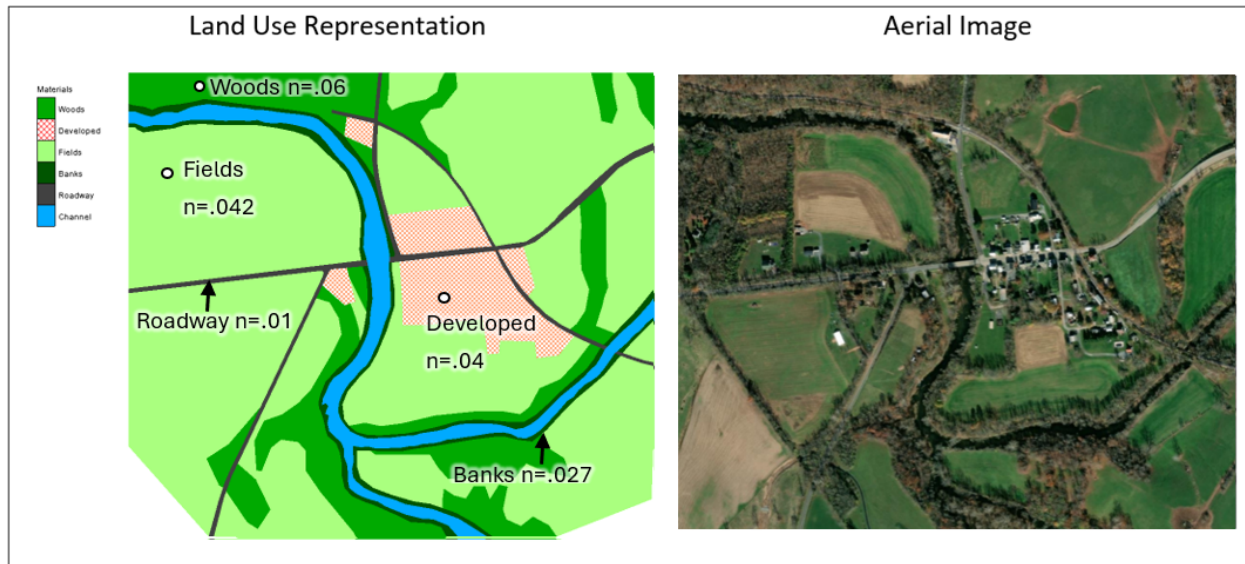 Land Use Representation
Aerial Image
Materials
Woods
Developed
Fields
Banks
Roadway
Channel
Woods n=.06
Fields
n=.042
Roadway n=.01
Developed
n=.04
Banks n=.027